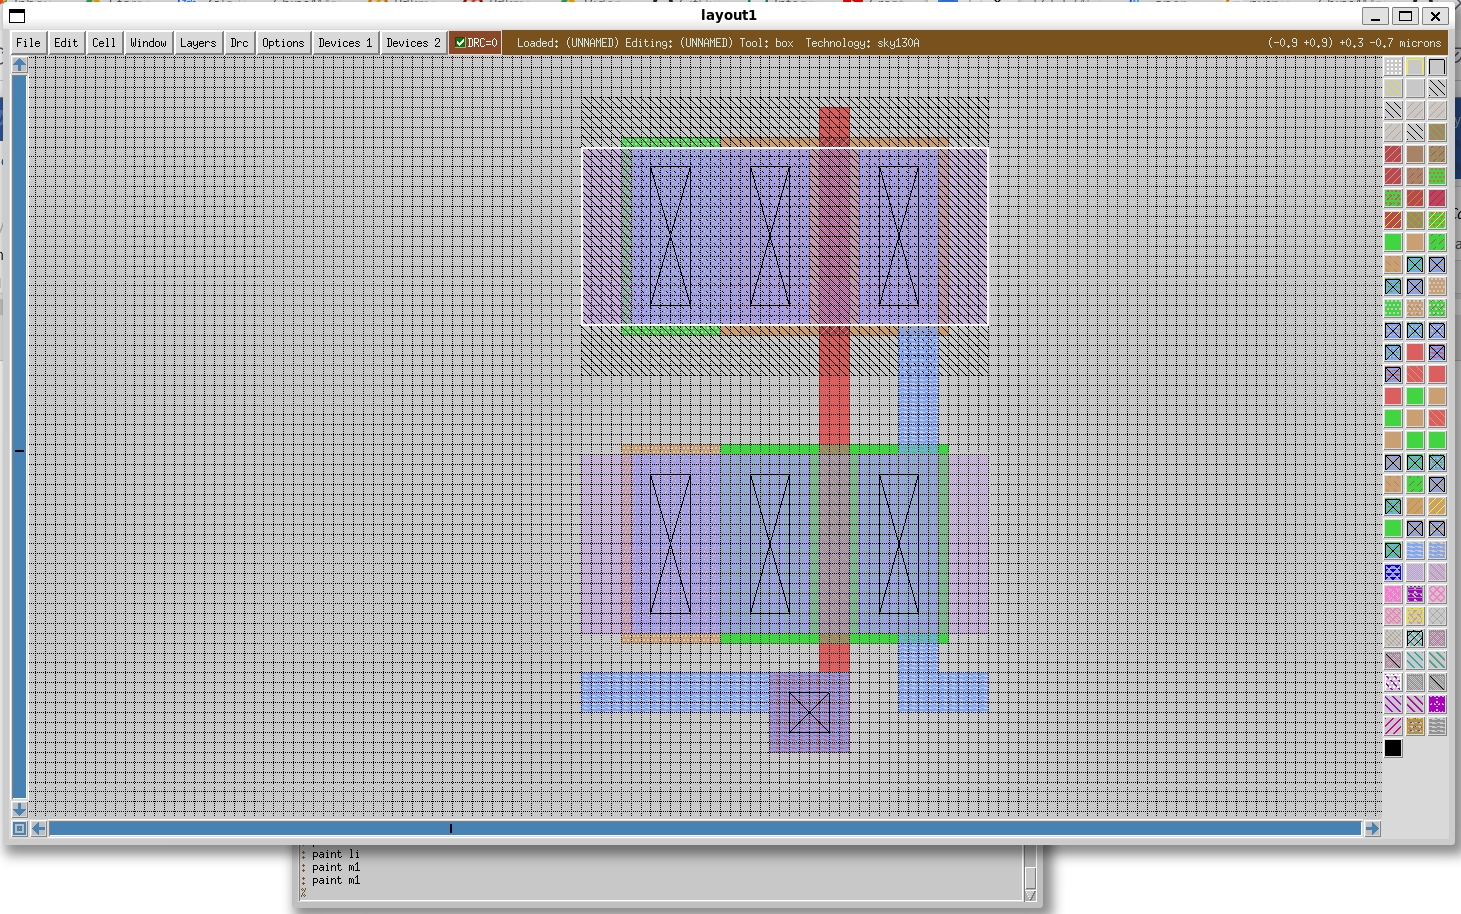 layout1
File Edit Cell Window Layers Drc Options Devices 1 Devices 2 DRC=0 Loaded: (UNNAMED) Editing: (UNNAMED) Tool: box Technology: sky130A (-0.9 +0.9) +0.3 -0.7 microns
: paint li
: paint m1
: paint m1
%